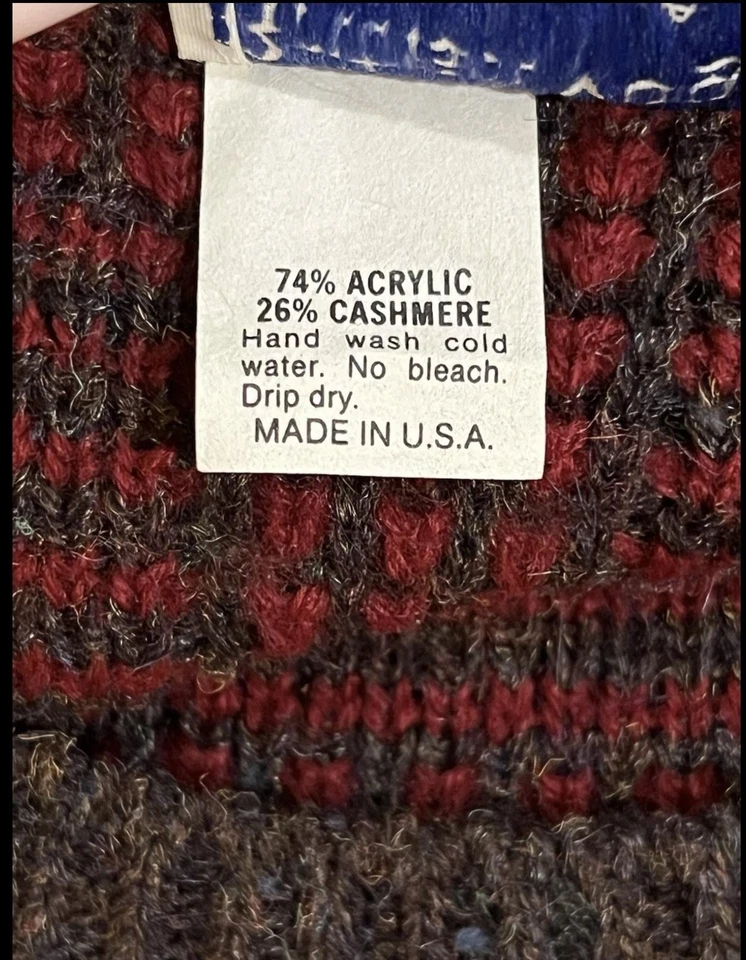 74% ACRYLIC
26% CASHMERE
Hand wash cold
water. No bleach.
Drip dry.
MADE IN U.S.A.